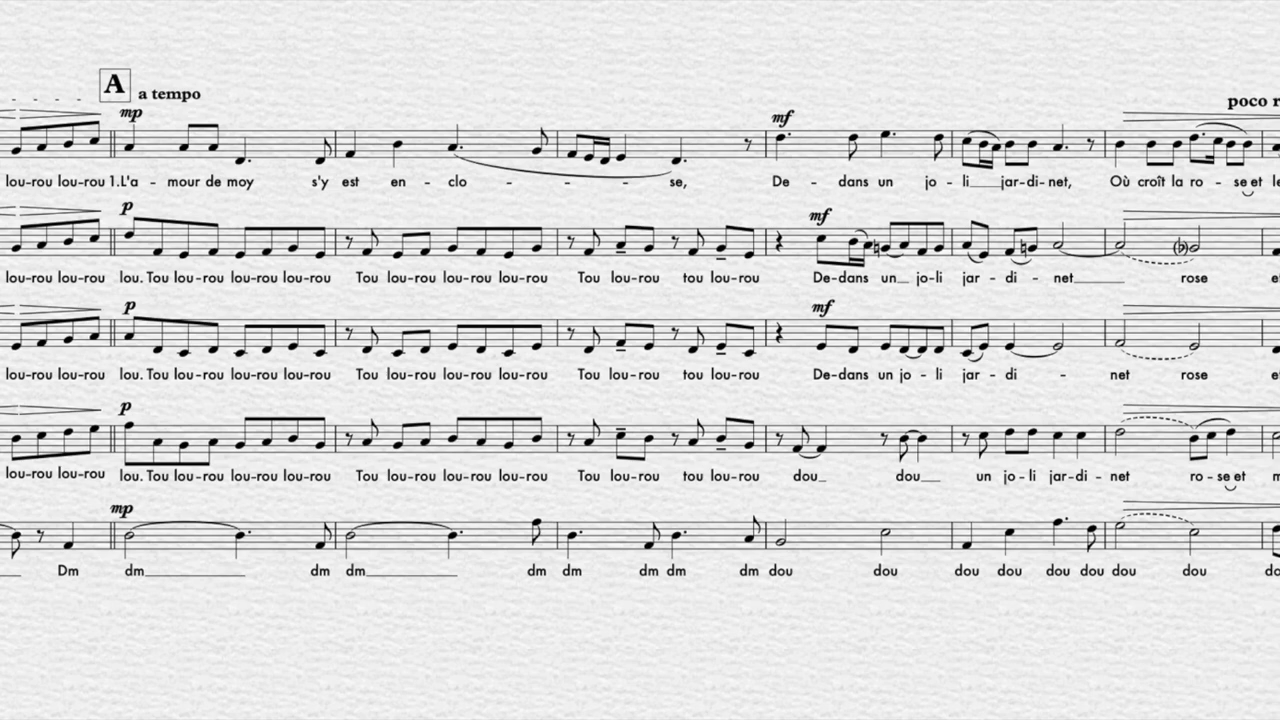 A a tempo
poco r
mp mf
lou-rou lou-rou 1.L'a - mour de moy s'y est en - clo - - - se, De - dans un jo - li jar-di-net, Où croît la ro - se et le
p mf
lou-rou lou-rou lou. Tou lou-rou lou-rou lou-rou Tou lou-rou lou-rou lou-rou Tou lou-rou tou lou-rou De-dans un jo-li jar - di - net rose et
p mf
lou-rou lou-rou lou. Tou lou-rou lou-rou lou-rou Tou lou-rou lou-rou lou-rou Tou lou-rou tou lou-rou De-dans un jo - li jar - di - net rose et
p
lou-rou lou-rou lou. Tou lou-rou lou-rou lou-rou Tou lou-rou lou-rou lou-rou Tou lou-rou tou lou-rou dou dou un jo-li jar-di - net ro - se et m
mp
Dm dm dm dm dm dm dm dm dm dou dou dou dou dou dou dou dou do